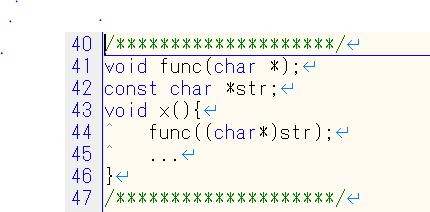 40 /********************/
41 void func(char *);
42 const char *str;
43 void x(){
44 func((char*)str);
45 ...
46 }
47 /********************/